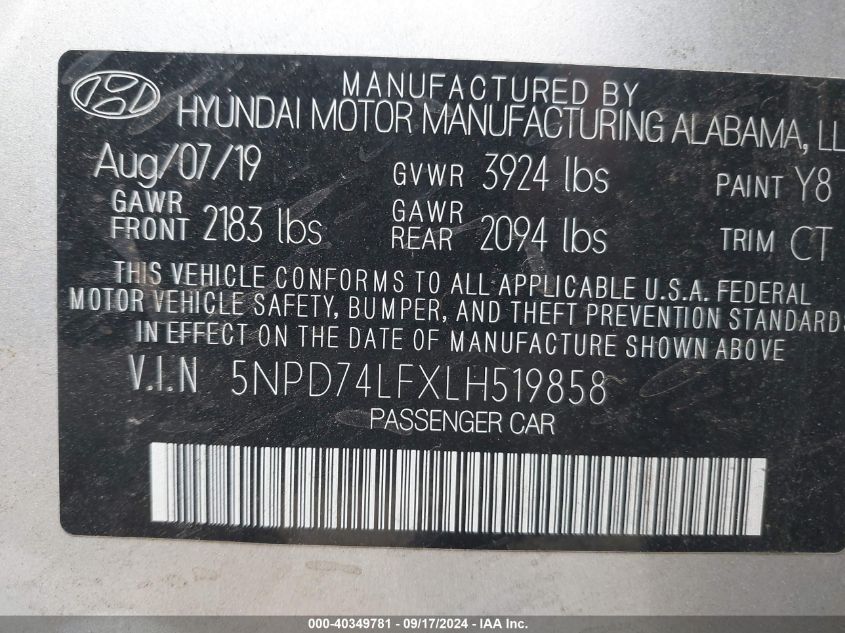 MANUFACTURED BY
HYUNDAI MOTOR MANUFACTURING ALABAMA, LL
Aug/07/19 GVWR 3924 lbs PAINT Y8
GAWR FRONT 2183 lbs GAWR REAR 2094 lbs TRIM CT
THIS VEHICLE CONFORMS TO ALL APPLICABLE U.S.A. FEDERAL
MOTOR VEHICLE SAFETY, BUMPER, AND THEFT PREVENTION STANDARDS
IN EFFECT ON THE DATE OF MANUFACTURE SHOWN ABOVE
V.I.N 5NPD74LFXLH519858
PASSENGER CAR
000-40349781 - 09/17/2024 - IAA, Inc.